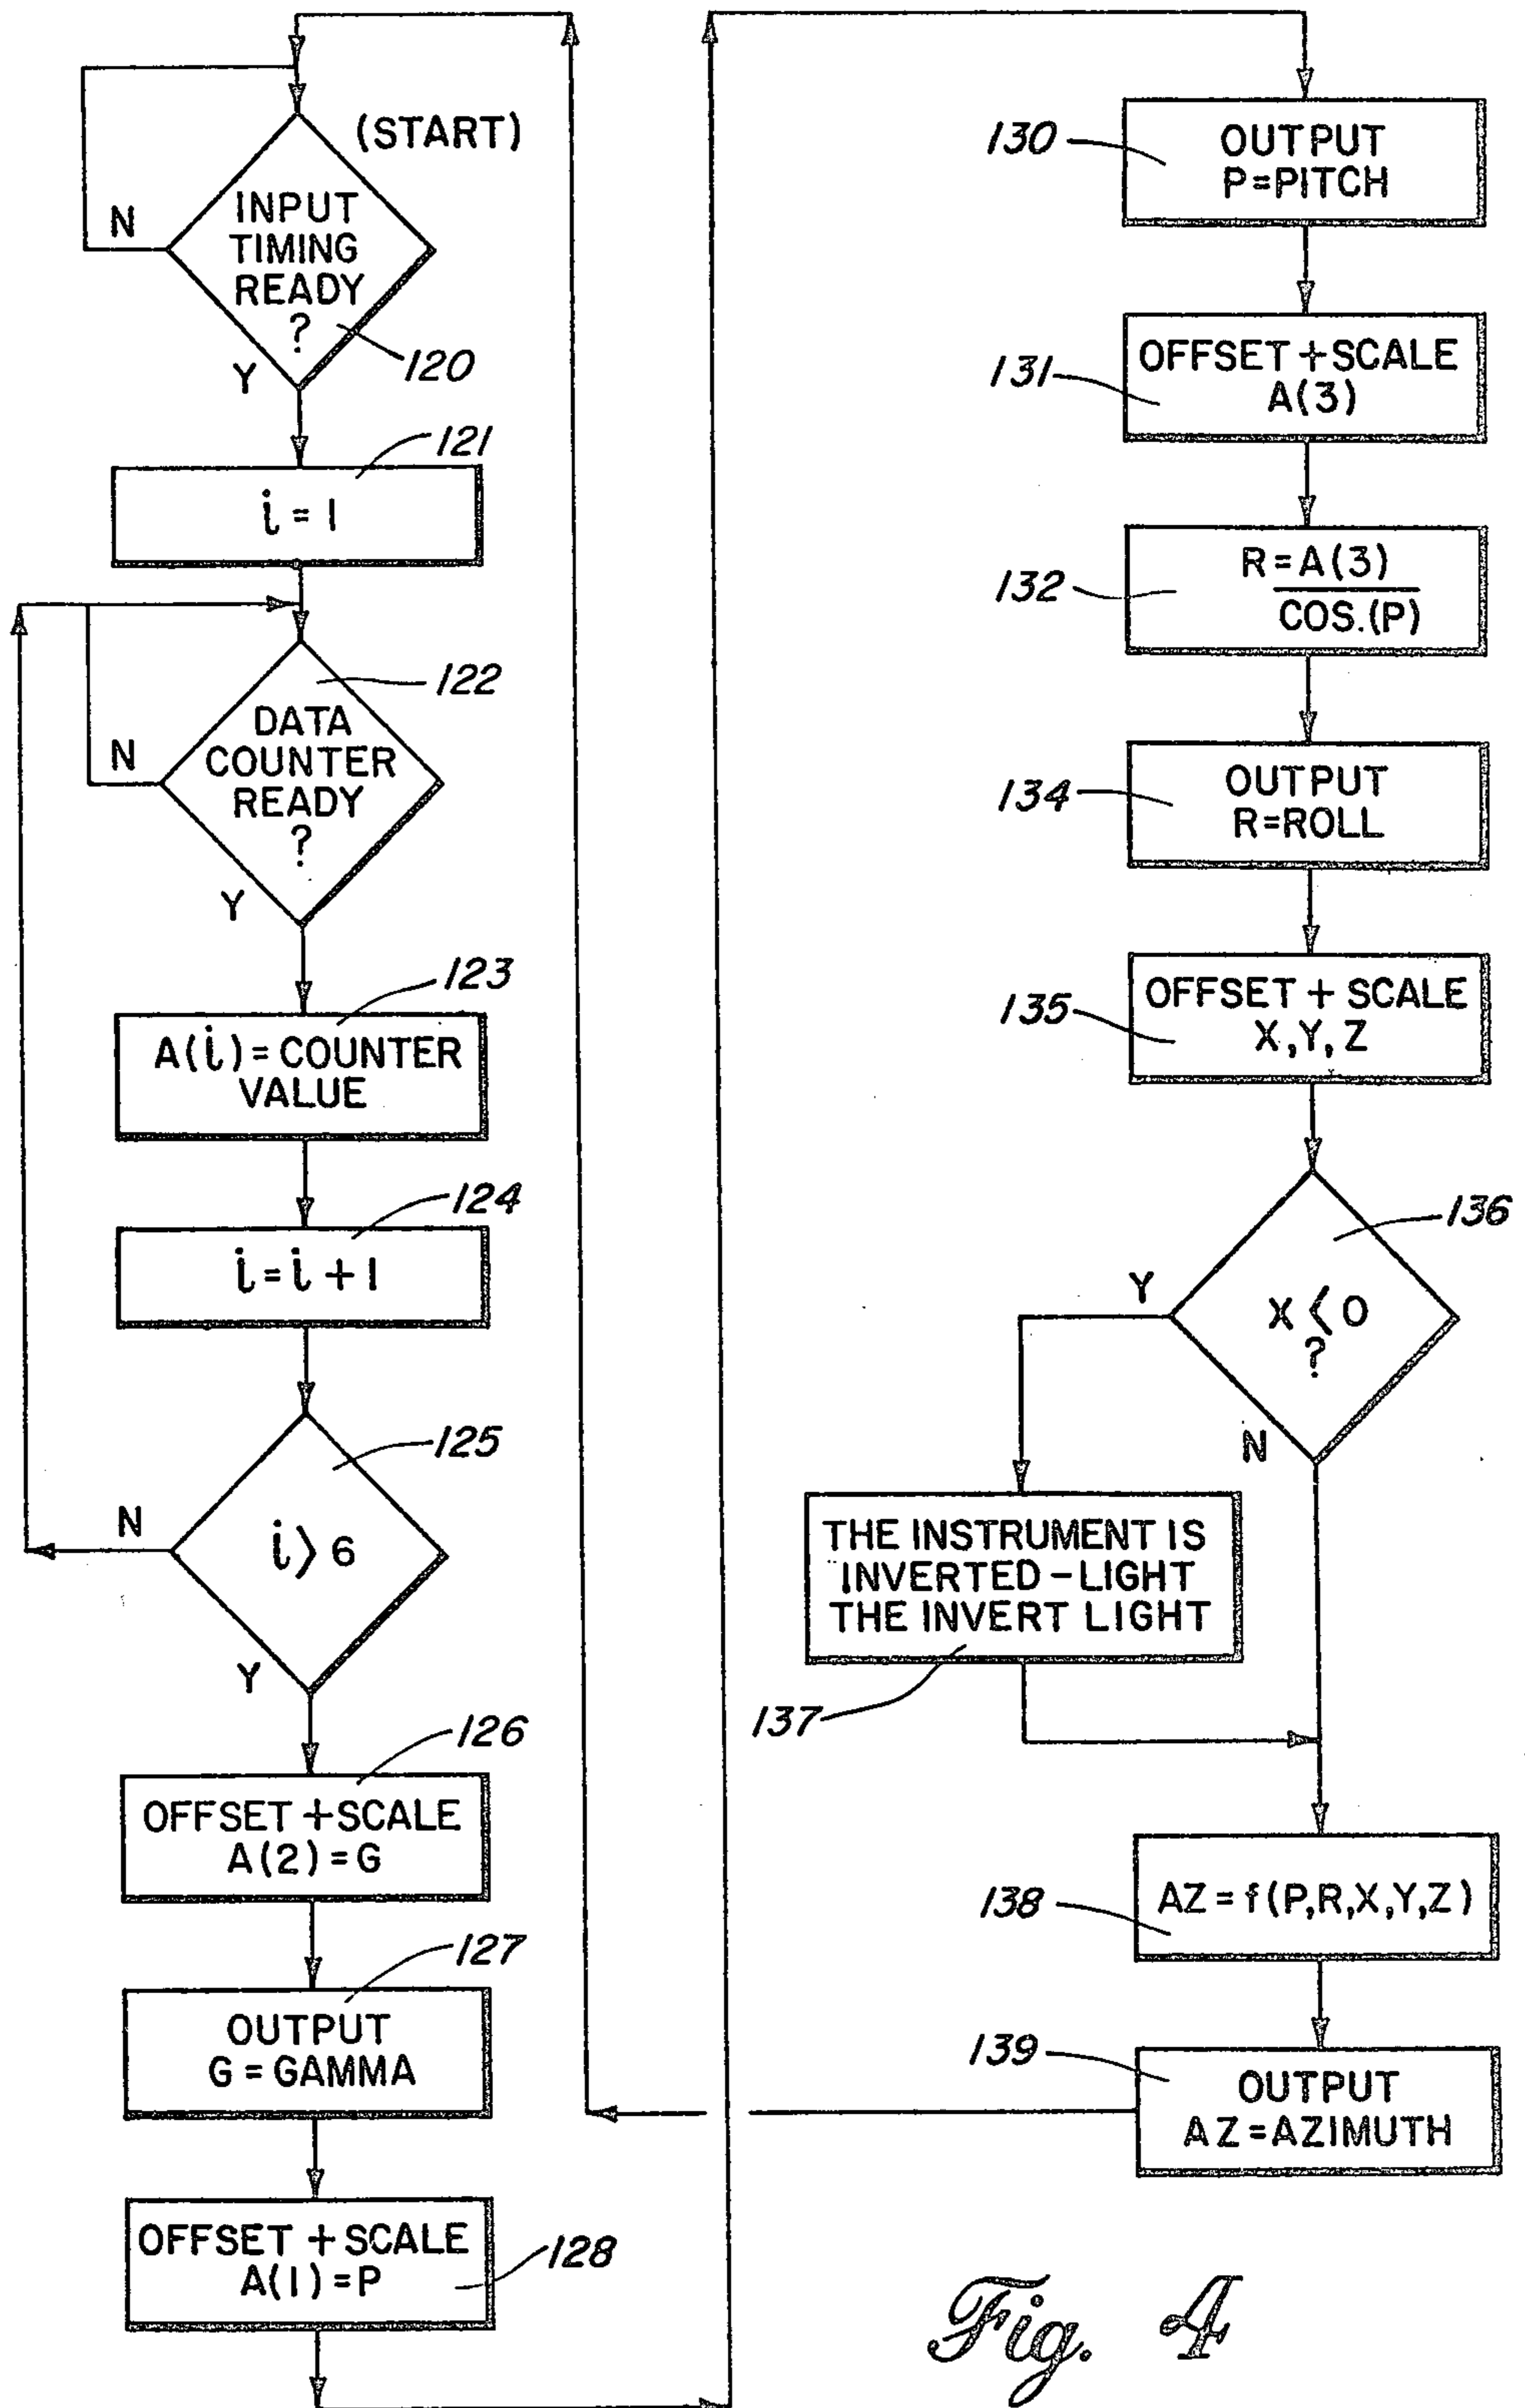 (START)
INPUT
TIMING
READY
?
N
Y
120
121
i = 1
122
DATA
COUNTER
READY
?
N
Y
123
A(i) = COUNTER
VALUE
124
i = i + 1
125
i > 6
N
Y
126
OFFSET + SCALE
A(2) = G
127
OUTPUT
G = GAMMA
OFFSET + SCALE
A(1) = P
128
130
OUTPUT
P=PITCH
131
OFFSET + SCALE
A(3)
132
R = A(3)
COS.(P)
134
OUTPUT
R=ROLL
135
OFFSET + SCALE
X, Y, Z
136
X < 0
?
Y
N
THE INSTRUMENT IS
INVERTED - LIGHT
THE INVERT LIGHT
137
138
AZ = f (P,R,X,Y,Z)
139
OUTPUT
AZ = AZIMUTH
Fig. 4